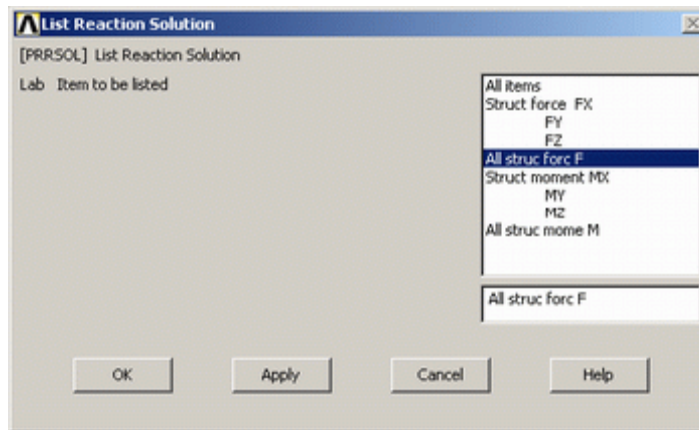 List Reaction Solution
[PRRSOL] List Reaction Solution
Lab Item to be listed
All items
Struct force FX
FY
FZ
All struc forc F
Struct moment MX
MY
MZ
All struc mome M
All struc forc F
OK Apply Cancel Help